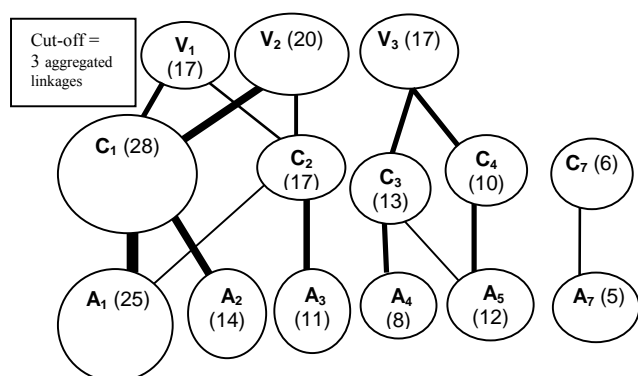 Cut-off =
3 aggregated
linkages
V₁
(17)
V₂ (20)
V₃ (17)
C₁ (28)
C₂
(17)
C₃
(13)
C₄
(10)
C₇ (6)
A₁ (25)
A₂
(14)
A₃
(11)
A₄
(8)
A₅
(12)
A₇ (5)